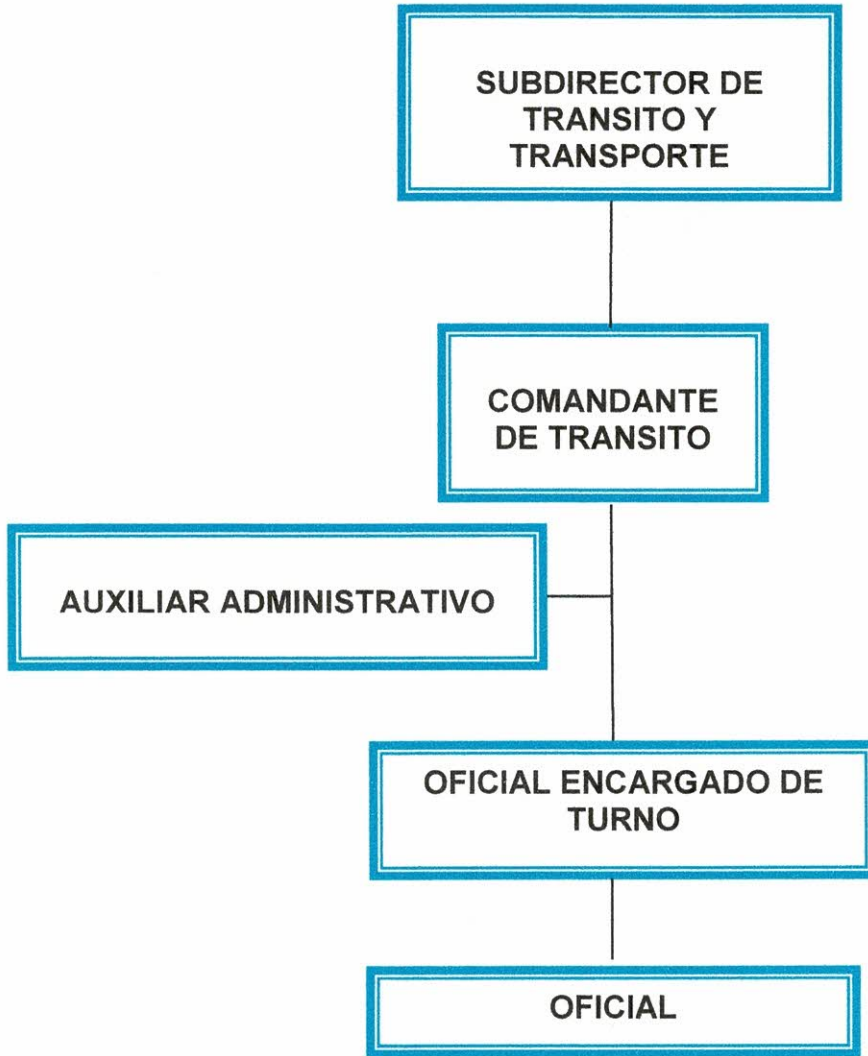 SUBDIRECTOR DE
TRANSITO Y
TRANSPORTE
COMANDANTE
DE TRANSITO
AUXILIAR ADMINISTRATIVO
OFICIAL ENCARGADO DE
TURNO
OFICIAL